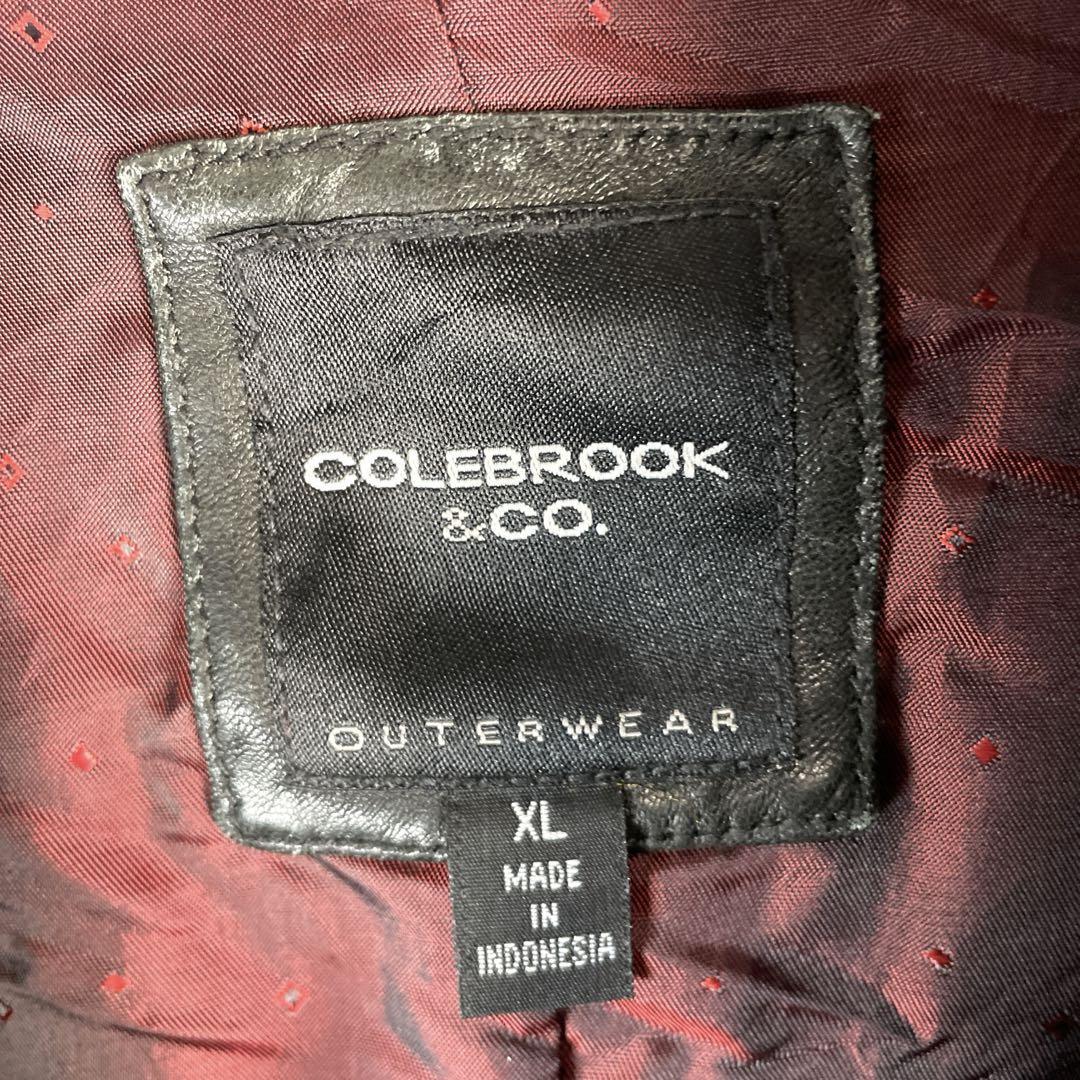 COLEBROOK
&CO.
OUTERWEAR
XL
MADE
IN
INDONESIA